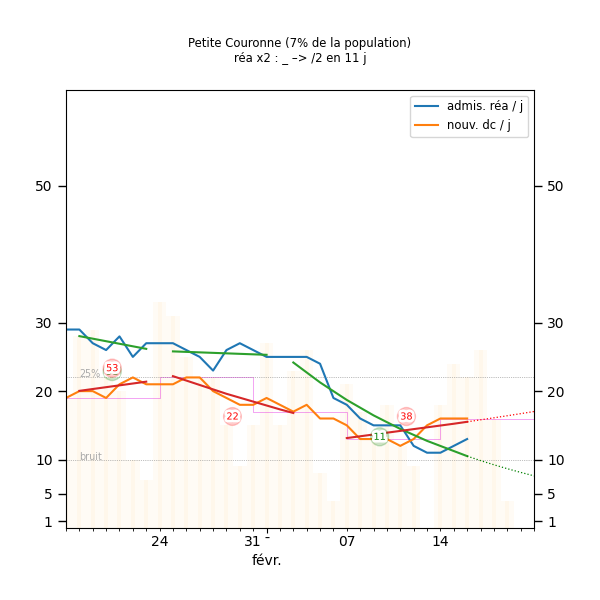 Petite Couronne (7% de la population)
réa x2 : _ –> /2 en 11 j
admis. réa / j
nouv. dc / j
50 50
30 30
53
25%
20 20
22
38
11
bruit
10 10
5 5
1 1
24 31 - 07 14
févr.